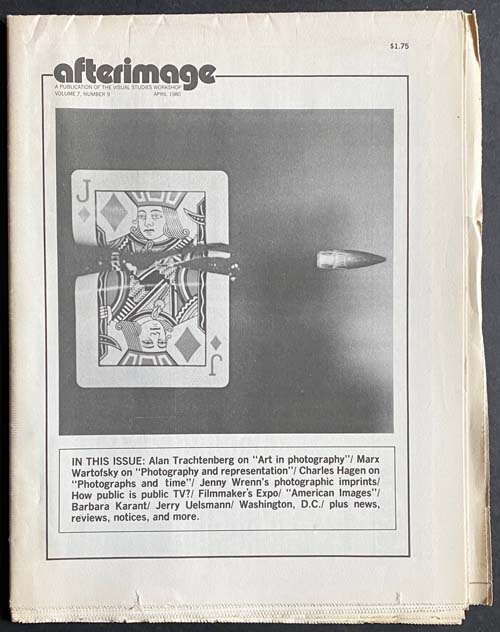 $1.75
afterimage
A PUBLICATION OF THE VISUAL STUDIES WORKSHOP
VOLUME 7, NUMBER 9 APRIL 1980
J
J
IN THIS ISSUE: Alan Trachtenberg on "Art in photography"/ Marx
Wartofsky on "Photography and representation"/ Charles Hagen on
"Photographs and time"/ Jenny Wrenn's photographic imprints/
How public is public TV?/ Filmmaker's Expo/ "American Images"/
Barbara Karant/ Jerry Uelsmann/ Washington, D.C./ plus news,
reviews, notices, and more.